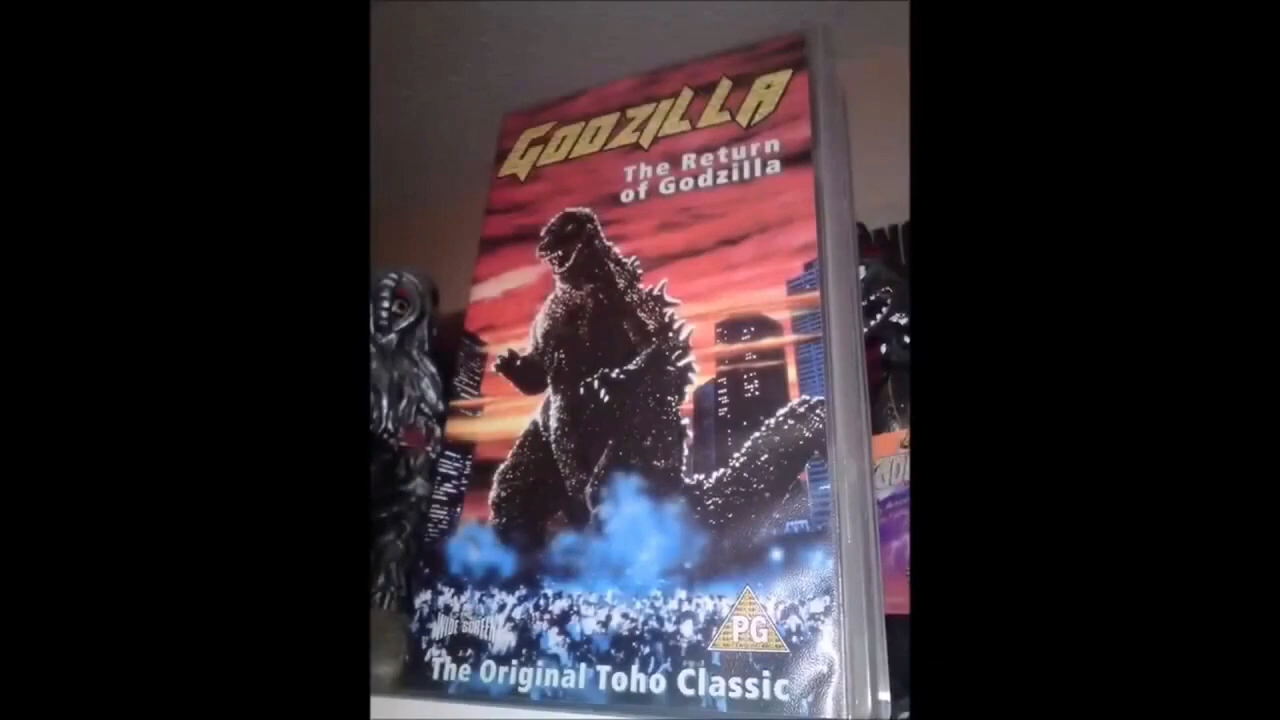 GODZILLA
The Return
of Godzilla
WIDE SCREEN
PG
The Original Toho Classic